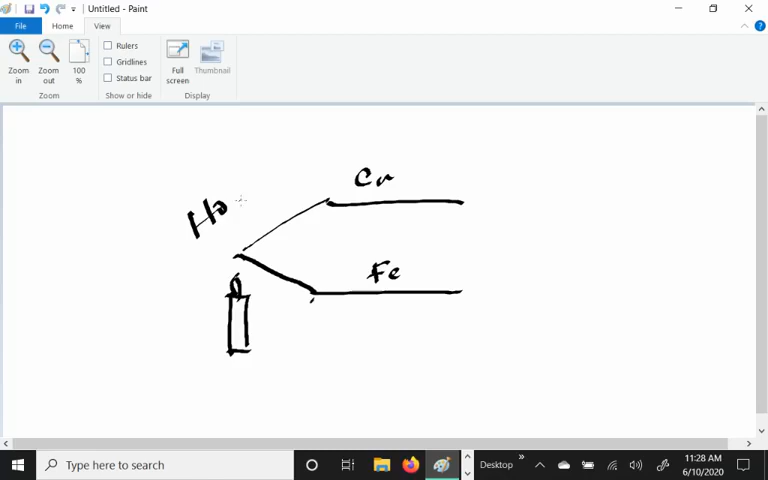 Untitled - Paint
File Home View
Zoom in
Zoom out
100 %
Rulers
Gridlines
Status bar
Full screen
Thumbnail
Zoom
Show or hide
Display
Ho
Fe
Type here to search
Desktop
11:28 AM
6/10/2020